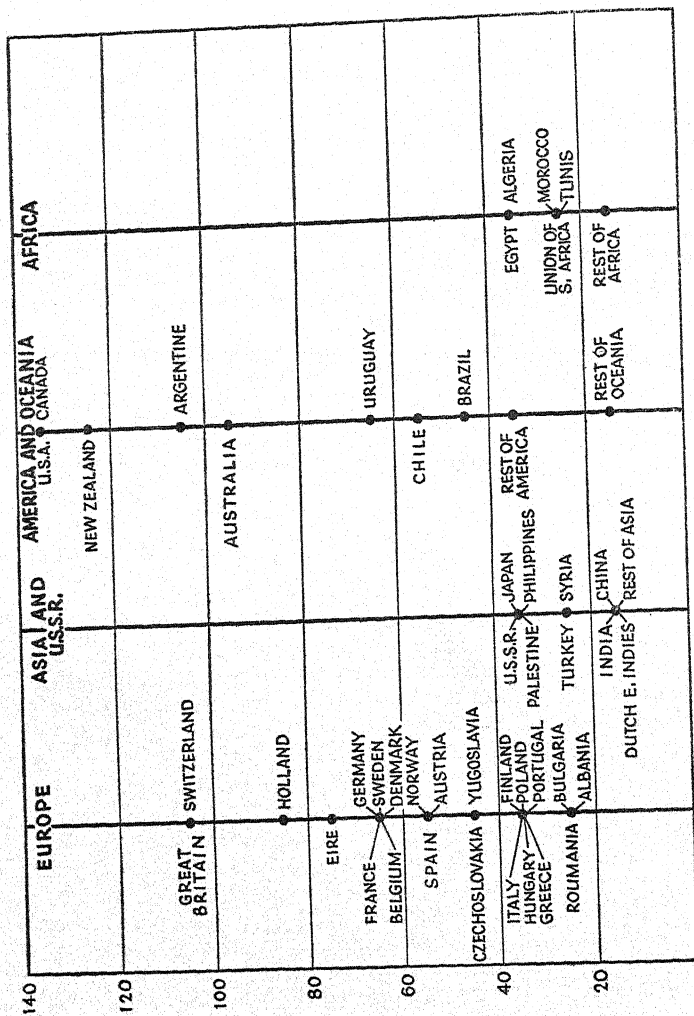 EUROPE
ASIA AND
U.S.S.R.
AMERICA AND OCEANIA
AFRICA
140
120
100
80
60
40
20
GREAT
BRITAIN
SWITZERLAND
HOLLAND
EIRE
FRANCE
BELGIUM
GERMANY
SWEDEN
DENMARK
NORWAY
SPAIN
AUSTRIA
CZECHOSLOVAKIA
YUGOSLAVIA
ITALY
HUNGARY
GREECE
FINLAND
POLAND
PORTUGAL
ROUMANIA
BULGARIA
ALBANIA
U.S.S.R.
PALESTINE
JAPAN
PHILIPPINES
TURKEY
SYRIA
INDIA
DUTCH E. INDIES
CHINA
REST OF ASIA
U.S.A.
CANADA
NEW ZEALAND
ARGENTINE
AUSTRALIA
URUGUAY
CHILE
BRAZIL
REST OF
AMERICA
REST OF
OCEANIA
EGYPT
ALGERIA
UNION OF
S. AFRICA
MOROCCO
TUNIS
REST OF
AFRICA